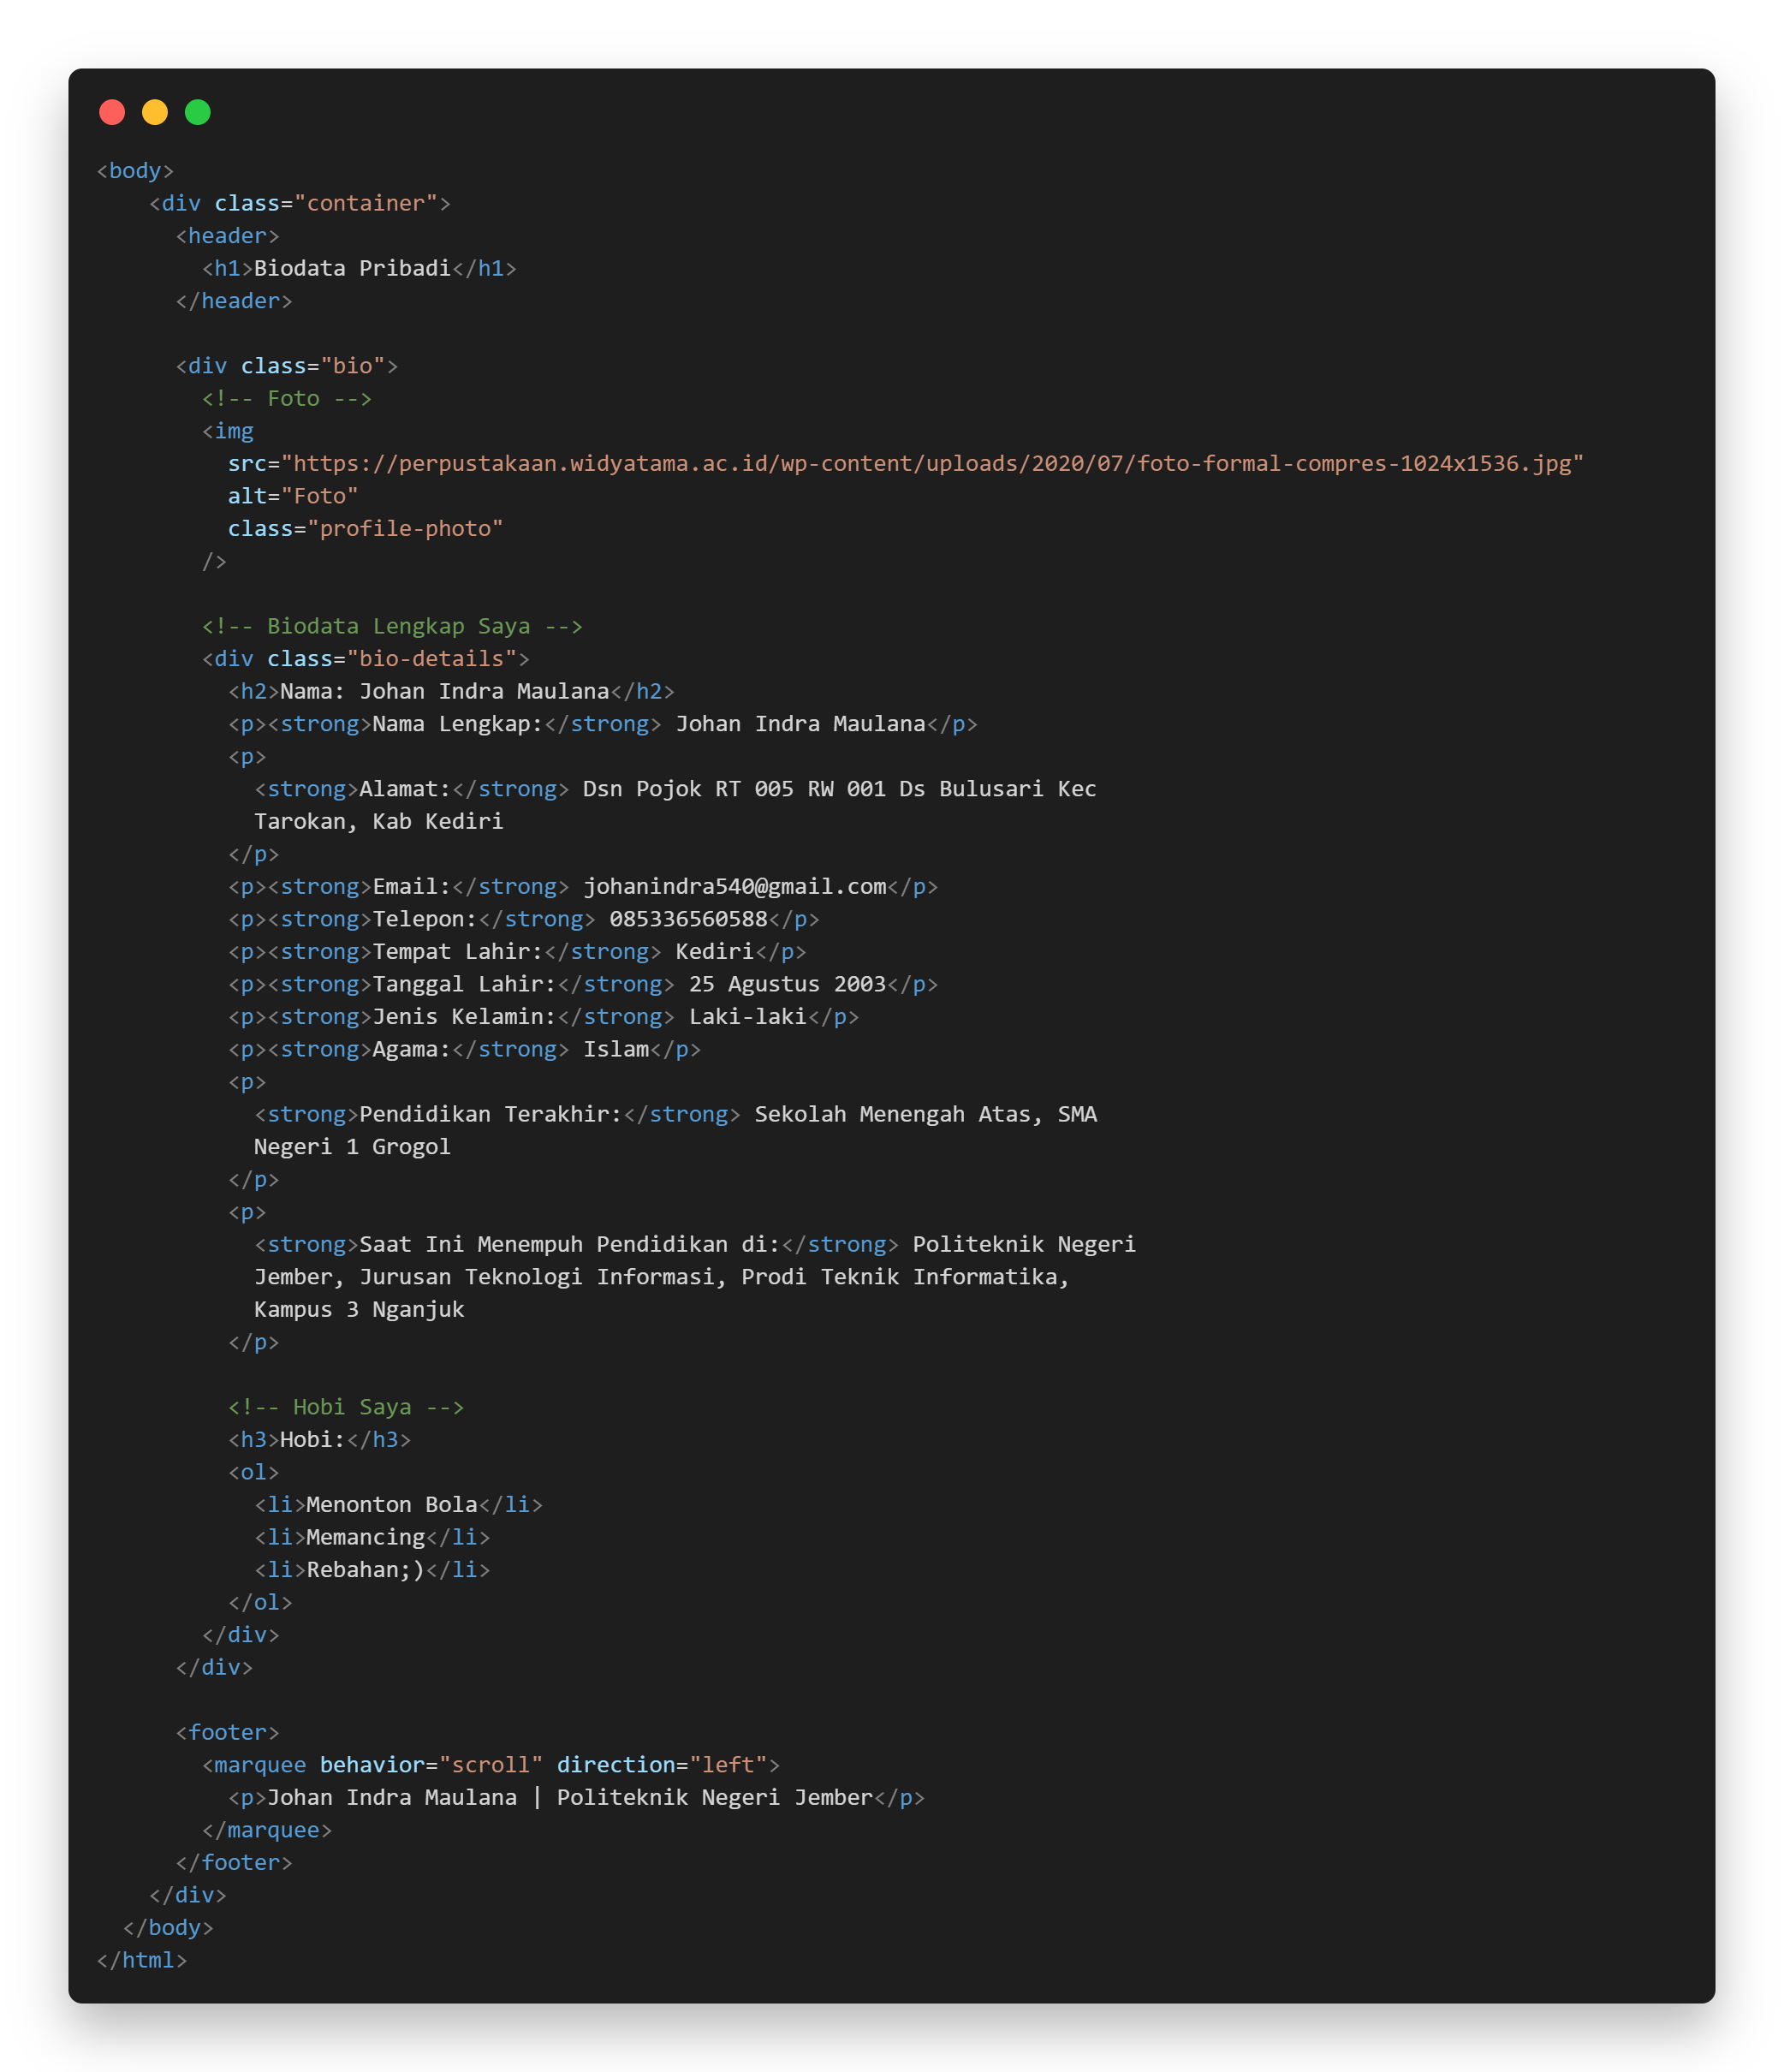 <body>
    <div class="container">
      <header>
        <h1>Biodata Pribadi</h1>
      </header>

      <div class="bio">
        <!-- Foto -->
        <img
          src="https://perpustakaan.widyatama.ac.id/wp-content/uploads/2020/07/foto-formal-compres-1024x1536.jpg"
          alt="Foto"
          class="profile-photo"
        />

        <!-- Biodata Lengkap Saya -->
        <div class="bio-details">
          <h2>Nama: Johan Indra Maulana</h2>
          <p><strong>Nama Lengkap:</strong> Johan Indra Maulana</p>
          <p>
            <strong>Alamat:</strong> Dsn Pojok RT 005 RW 001 Ds Bulusari Kec
            Tarokan, Kab Kediri
          </p>
          <p><strong>Email:</strong> johanindra540@gmail.com</p>
          <p><strong>Telepon:</strong> 085336560588</p>
          <p><strong>Tempat Lahir:</strong> Kediri</p>
          <p><strong>Tanggal Lahir:</strong> 25 Agustus 2003</p>
          <p><strong>Jenis Kelamin:</strong> Laki-laki</p>
          <p><strong>Agama:</strong> Islam</p>
          <p>
            <strong>Pendidikan Terakhir:</strong> Sekolah Menengah Atas, SMA
            Negeri 1 Grogol
          </p>
          <p>
            <strong>Saat Ini Menempuh Pendidikan di:</strong> Politeknik Negeri
            Jember, Jurusan Teknologi Informasi, Prodi Teknik Informatika,
            Kampus 3 Nganjuk
          </p>

          <!-- Hobi Saya -->
          <h3>Hobi:</h3>
          <ol>
            <li>Menonton Bola</li>
            <li>Memancing</li>
            <li>Rebahan;)</li>
          </ol>
        </div>
      </div>

      <footer>
        <marquee behavior="scroll" direction="left">
          <p>Johan Indra Maulana | Politeknik Negeri Jember</p>
        </marquee>
      </footer>
    </div>
  </body>
</html>